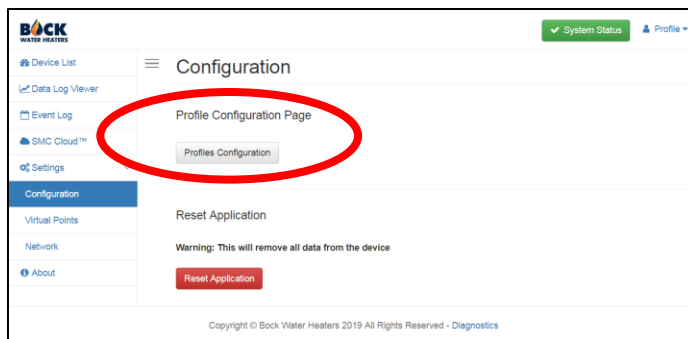 BOCK
WATER HEATERS
System Status
Profile
Device List
Configuration
Data Log Viewer
Event Log
Profile Configuration Page
SMC Cloud™
Profiles Configuration
Settings
Configuration
Virtual Points
Reset Application
Network
Warning: This will remove all data from the device
About
Reset Application
Copyright © Bock Water Heaters 2019 All Rights Reserved - Diagnostics